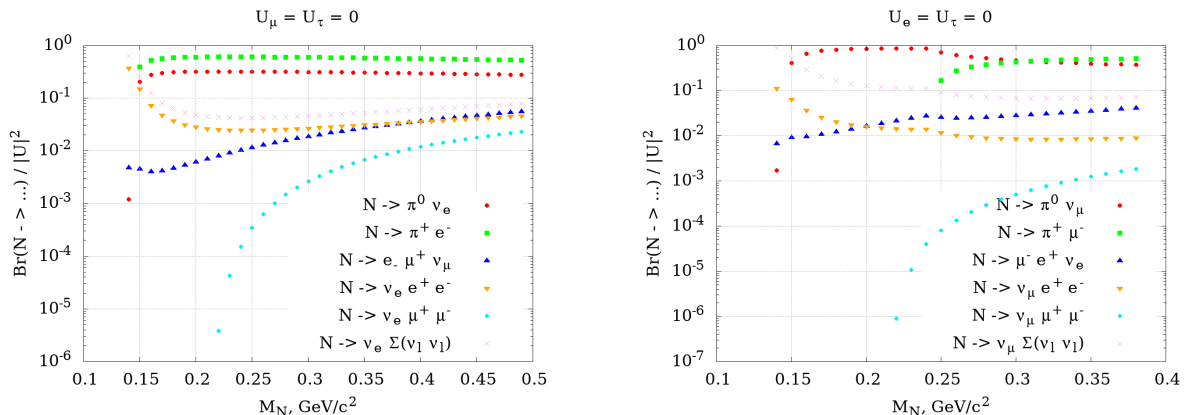 U_μ = U_τ = 0
Br(N - > ...) / |U|^2
10^0
10^-1
10^-2
10^-3
10^-4
10^-5
10^-6
N -> π^0 ν_e
N -> π^+ e^-
N -> e_- μ^+ ν_μ
N -> ν_e e^+ e^-
N -> ν_e μ^+ μ^-
N -> ν_e Σ(ν_l ν_l)
0.1 0.15 0.2 0.25 0.3 0.35 0.4 0.45 0.5
M_N, GeV/c^2
U_e = U_τ = 0
Br(N - > ...) / |U|^2
10^0
10^-1
10^-2
10^-3
10^-4
10^-5
10^-6
10^-7
N -> π^0 ν_μ
N -> π^+ μ^-
N -> μ^- e^+ ν_e
N -> ν_μ e^+ e^-
N -> ν_μ μ^+ μ^-
N -> ν_μ Σ(ν_l ν_l)
0.1 0.15 0.2 0.25 0.3 0.35 0.4
M_N, GeV/c^2